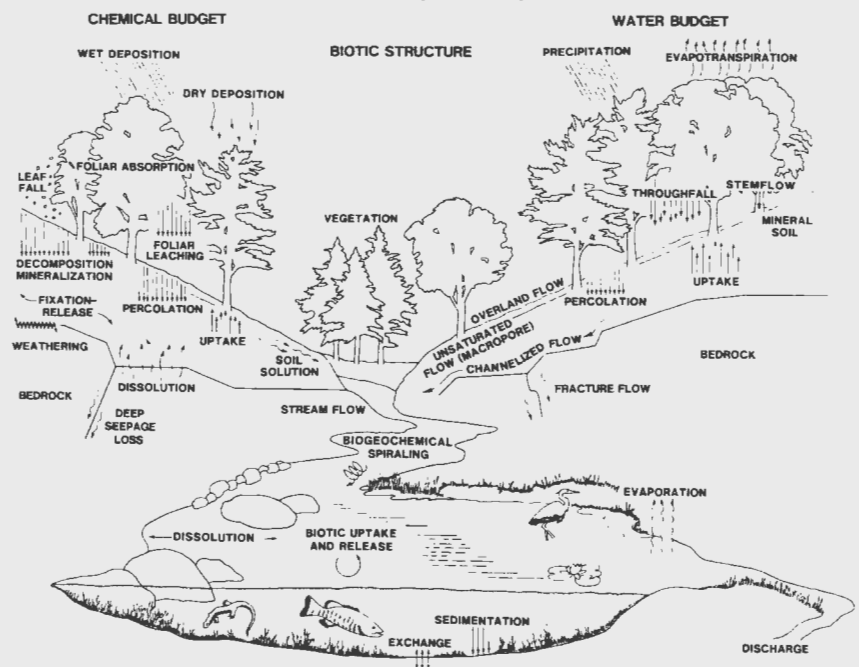 CHEMICAL BUDGET
WATER BUDGET
BIOTIC STRUCTURE
WET DEPOSITION
DRY DEPOSITION
PRECIPITATION
EVAPOTRANSPIRATION
LEAF
FALL
FOLIAR ABSORPTION
FOLIAR
LEACHING
DECOMPOSITION
MINERALIZATION
FIXATION-
RELEASE
PERCOLATION
WEATHERING
UPTAKE
SOIL
SOLUTION
BEDROCK
DISSOLUTION
DEEP
SEEPAGE
LOSS
VEGETATION
THROUGHFALL
STEMFLOW
MINERAL
SOIL
OVERLAND FLOW
PERCOLATION
UPTAKE
UNSATURATED
FLOW (MACROPORE)
CHANNELIZED FLOW
BEDROCK
FRACTURE FLOW
STREAM FLOW
BIOGEOCHEMICAL
SPIRALING
EVAPORATION
DISSOLUTION
BIOTIC UPTAKE
AND RELEASE
SEDIMENTATION
EXCHANGE
DISCHARGE